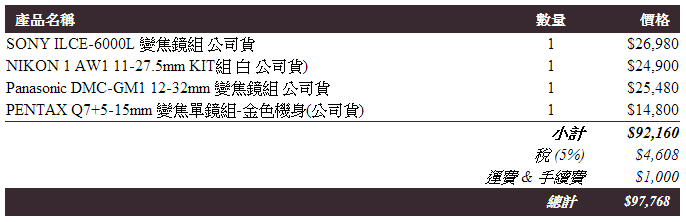 產品名稱 數量 價格
SONY ILCE-6000L 變焦鏡組 公司貨 1 $26,980
NIKON 1 AW1 11-27.5mm KIT組 白 公司貨) 1 $24,900
Panasonic DMC-GM1 12-32mm 變焦鏡組 公司貨 1 $25,480
PENTAX Q7+5-15mm 變焦單鏡組-金色機身(公司貨) 1 $14,800
小計 $92,160
稅 (5%) $4,608
運費 & 手續費 $1,000
總計 $97,768